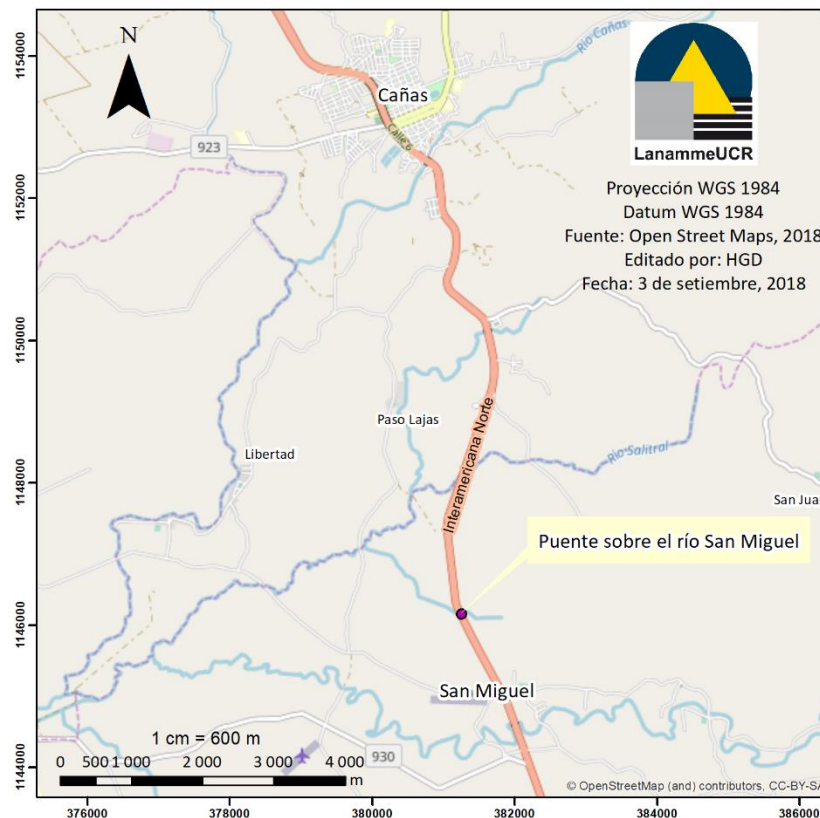 N
Cañas
Río Cañas
Calle 6
923
LanammeUCR
Proyección WGS 1984
Datum WGS 1984
Fuente: Open Street Maps, 2018
Editado por: HGD
Fecha: 3 de setiembre, 2018
Paso Lajas
Interamericana Norte
Libertad
Río Salitral
San Juan
Puente sobre el río San Miguel
San Miguel
1 cm = 600 m
0 500 1 000 2 000 3 000 4 000
m
930
© OpenStreetMap (and) contributors, CC-BY-SA
1154000
1152000
1150000
1148000
1146000
1144000
376000 378000 380000 382000 384000 386000